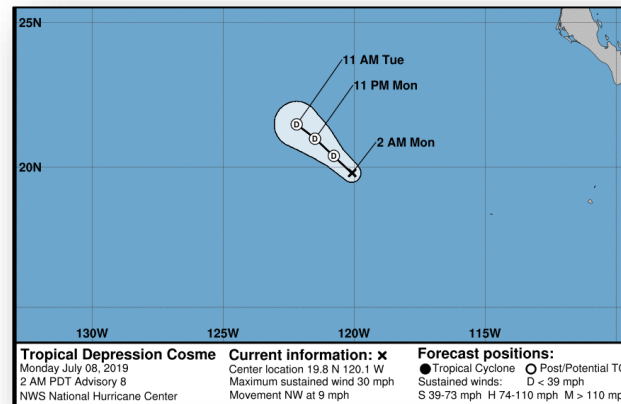 25N
11 AM Tue
11 PM Mon
D
D
D
2 AM Mon
20N
130W 125W 120W 115W
Tropical Depression Cosme
Monday July 08, 2019
2 AM PDT Advisory 8
NWS National Hurricane Center
Current information: ×
Center location 19.8 N 120.1 W
Maximum sustained wind 30 mph
Movement NW at 9 mph
Forecast positions:
Tropical Cyclone Post/Potential TC
Sustained winds: D < 39 mph
S 39-73 mph H 74-110 mph M > 110 mph